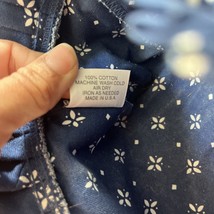 100% COTTON
MACHINE WASH COLD
AIR DRY
IRON AS NEEDED
MADE IN U.S.A.